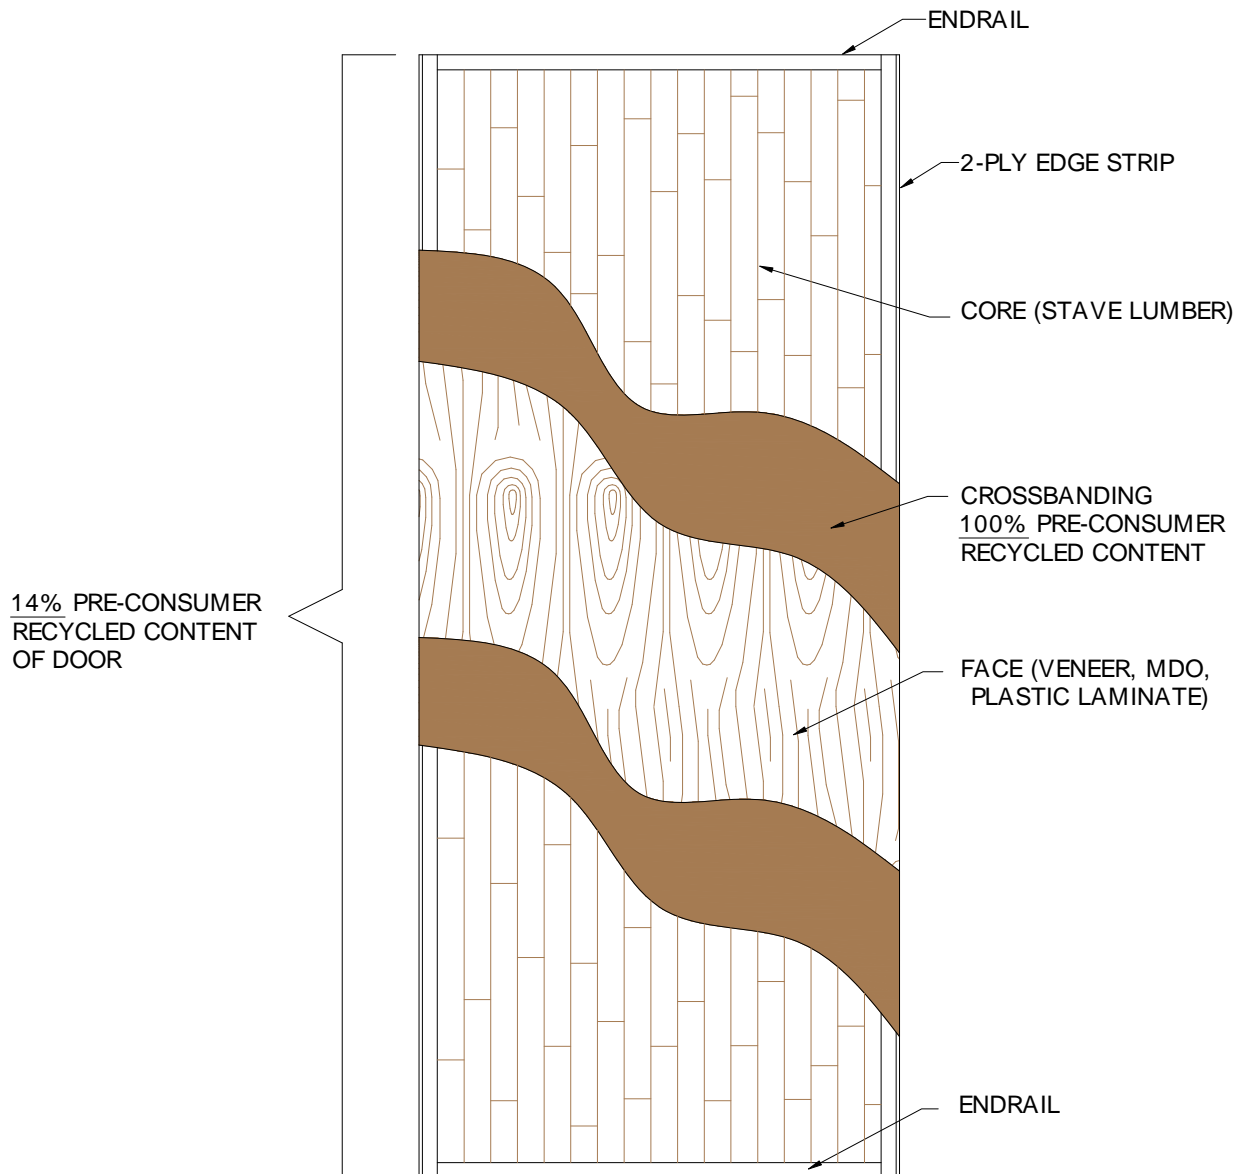 ENDRAIL
2-PLY EDGE STRIP
CORE (STAVE LUMBER)
CROSSBANDING
100% PRE-CONSUMER
RECYCLED CONTENT
14% PRE-CONSUMER
RECYCLED CONTENT
OF DOOR
FACE (VENEER, MDO,
PLASTIC LAMINATE)
ENDRAIL